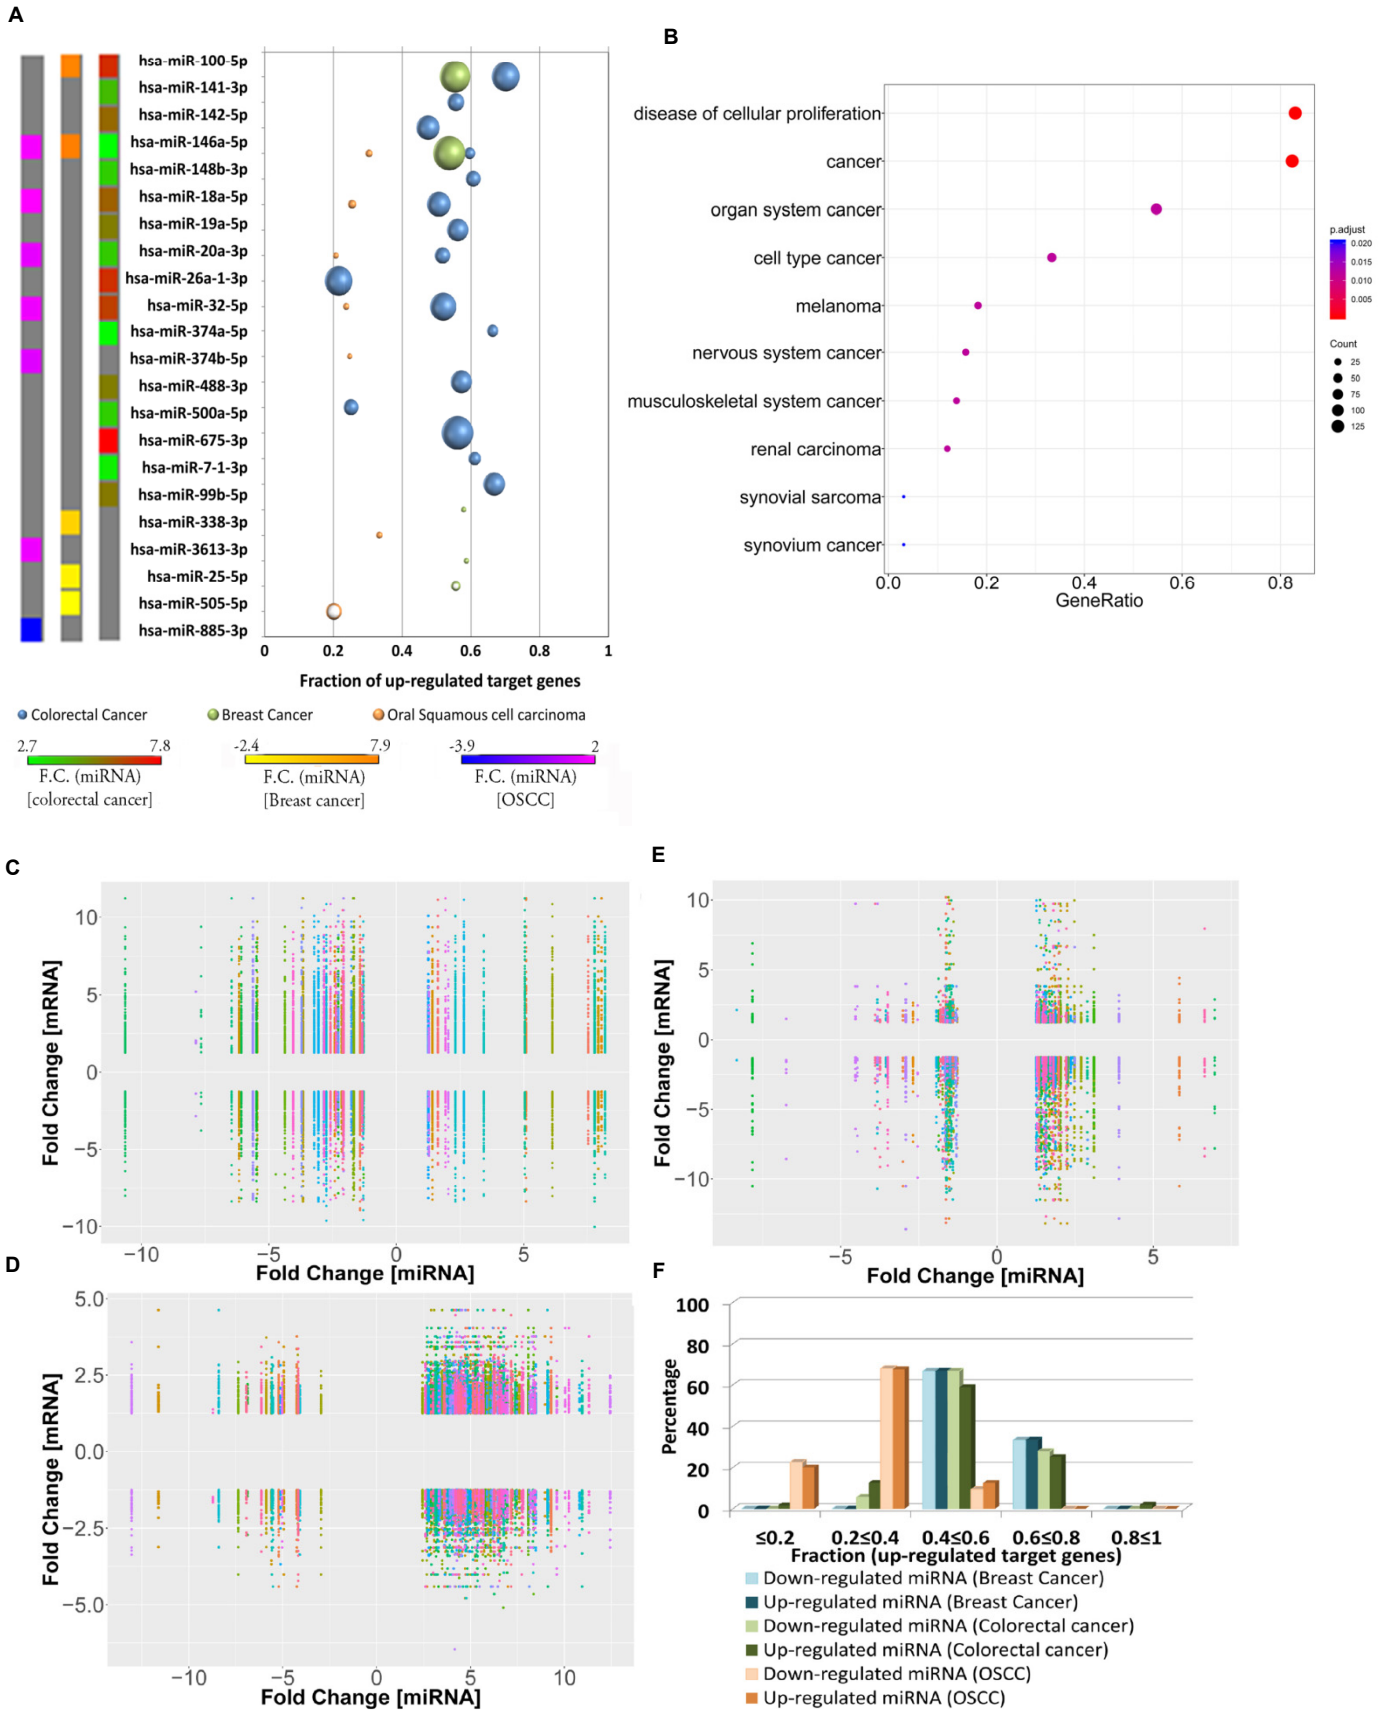 A
hsa-miR-100-5p
hsa-miR-141-3p
hsa-miR-142-5p
hsa-miR-146a-5p
hsa-miR-148b-3p
hsa-miR-18a-5p
hsa-miR-19a-5p
hsa-miR-20a-3p
hsa-miR-26a-1-3p
hsa-miR-32-5p
hsa-miR-374a-5p
hsa-miR-374b-5p
hsa-miR-488-3p
hsa-miR-500a-5p
hsa-miR-675-3p
hsa-miR-7-1-3p
hsa-miR-99b-5p
hsa-miR-338-3p
hsa-miR-3613-3p
hsa-miR-25-5p
hsa-miR-505-5p
hsa-miR-885-3p
0 0.2 0.4 0.6 0.8 1
Fraction of up-regulated target genes
Colorectal Cancer Breast Cancer Oral Squamous cell carcinoma
2.7 7.8 -2.4 7.9 -3.9 2
F.C. (miRNA) F.C. (miRNA) F.C. (miRNA)
[colorectal cancer] [Breast cancer] [OSCC]
B
disease of cellular proliferation
cancer
organ system cancer
cell type cancer
melanoma
nervous system cancer
musculoskeletal system cancer
renal carcinoma
synovial sarcoma
synovium cancer
0.0 0.2 0.4 0.6 0.8
GeneRatio
p.adjust
0.020
0.015
0.010
0.005
Count
25
50
75
100
125
C
Fold Change [mRNA]
10
5
0
−5
−10
−10 −5 0 5
Fold Change [miRNA]
D
Fold Change [mRNA]
5.0
2.5
0.0
−2.5
−5.0
−10 −5 0 5 10
Fold Change [miRNA]
E
Fold Change [mRNA]
10
5
0
−5
−10
−5 0 5
Fold Change [miRNA]
F
Percentage
100
80
60
40
20
0
≤0.2 0.2≤0.4 0.4≤0.6 0.6≤0.8 0.8≤1
Fraction (up-regulated target genes)
Down-regulated miRNA (Breast Cancer)
Up-regulated miRNA (Breast Cancer)
Down-regulated miRNA (Colorectal cancer)
Up-regulated miRNA (Colorectal cancer)
Down-regulated miRNA (OSCC)
Up-regulated miRNA (OSCC)